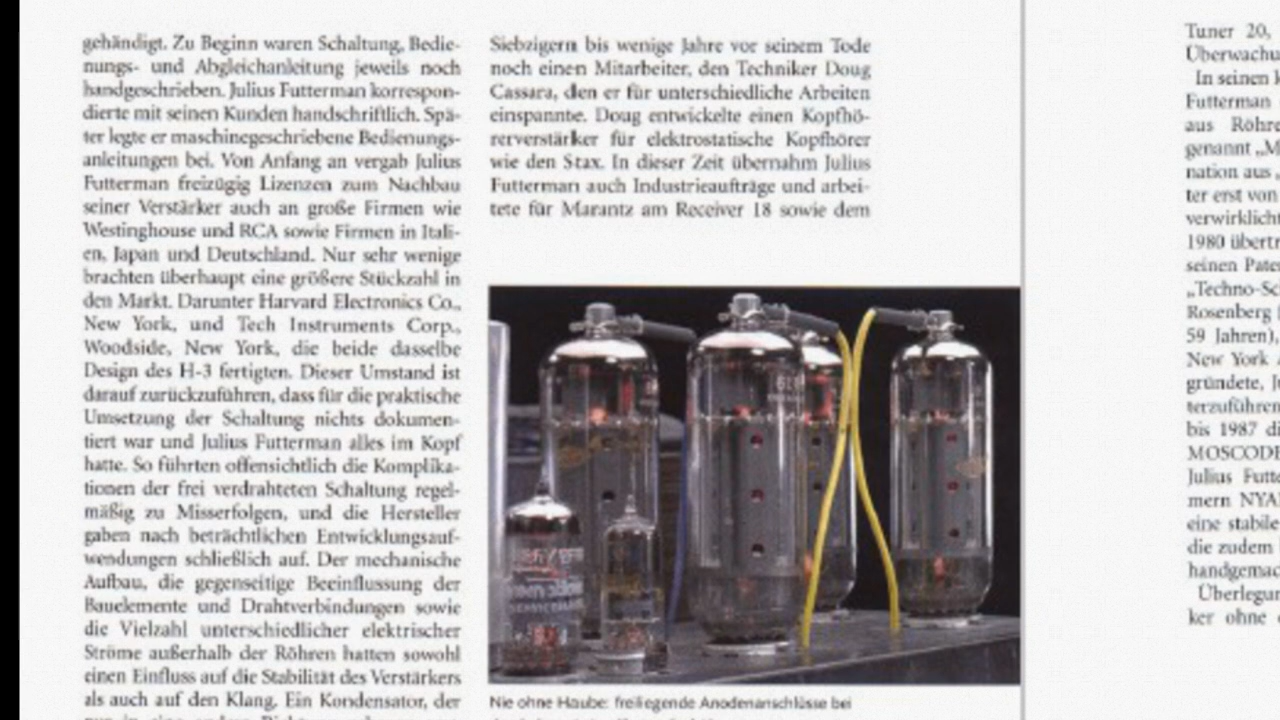 gehändigt. Zu Beginn waren Schaltung, Bedie-
nungs- und Abgleichanleitung jeweils noch
handgeschrieben. Julius Futterman korrespon-
dierte mit seinen Kunden handschriftlich. Spä-
ter legte er maschinegeschriebene Bedienungs-
anleitungen bei. Von Anfang an vergab Julius
Futterman freizügig Lizenzen zum Nachbau
seiner Verstärker auch an große Firmen wie
Westinghouse und RCA sowie Firmen in Itali-
en, Japan und Deutschland. Nur sehr wenige
brachten überhaupt eine größere Stückzahl in
den Markt. Darunter Harvard Electronics Co.,
New York, und Tech Instruments Corp.,
Woodside, New York, die beide dasselbe
Design des H-3 fertigten. Dieser Umstand ist
darauf zurückzuführen, dass für die praktische
Umsetzung der Schaltung nichts dokumen-
tiert war und Julius Futterman alles im Kopf
hatte. So führten offensichtlich die Komplika-
tionen der frei verdrahteten Schaltung regel-
mäßig zu Misserfolgen, und die Hersteller
gaben nach beträchtlichen Entwicklungsauf-
wendungen schließlich auf. Der mechanische
Aufbau, die gegenseitige Beeinflussung der
Bauelemente und Drahtverbindungen sowie
die Vielzahl unterschiedlicher elektrischer
Ströme außerhalb der Röhren hatten sowohl
einen Einfluss auf die Stabilität des Verstärkers
als auch auf den Klang. Ein Kondensator, der
Siebzigern bis wenige Jahre vor seinem Tode
noch einen Mitarbeiter, den Techniker Doug
Cassara, den er für unterschiedliche Arbeiten
einspannte. Doug entwickelte einen Kopfhö-
rerverstärker für elektrostatische Kopfhörer
wie den Stax. In dieser Zeit übernahm Julius
Futterman auch Industrieaufträge und arbei-
tete für Marantz am Receiver 18 sowie dem
Nie ohne Haube: freiliegende Anodenanschlüsse bei
Tuner 20,
Überwachu
In seinen
Futterman
aus Röhre
genannt „M
nation aus „
ter erst von
verwirklicht
1980 übertr
seinen Pate
„Techno-Sc
Rosenberg
59 Jahren),
New York
gründete, J
terzuführen
bis 1987 di
MOSCODE
Julius Futte
mern NYA
eine stabile
die zudem
handgemac
Überlegun
ker ohne